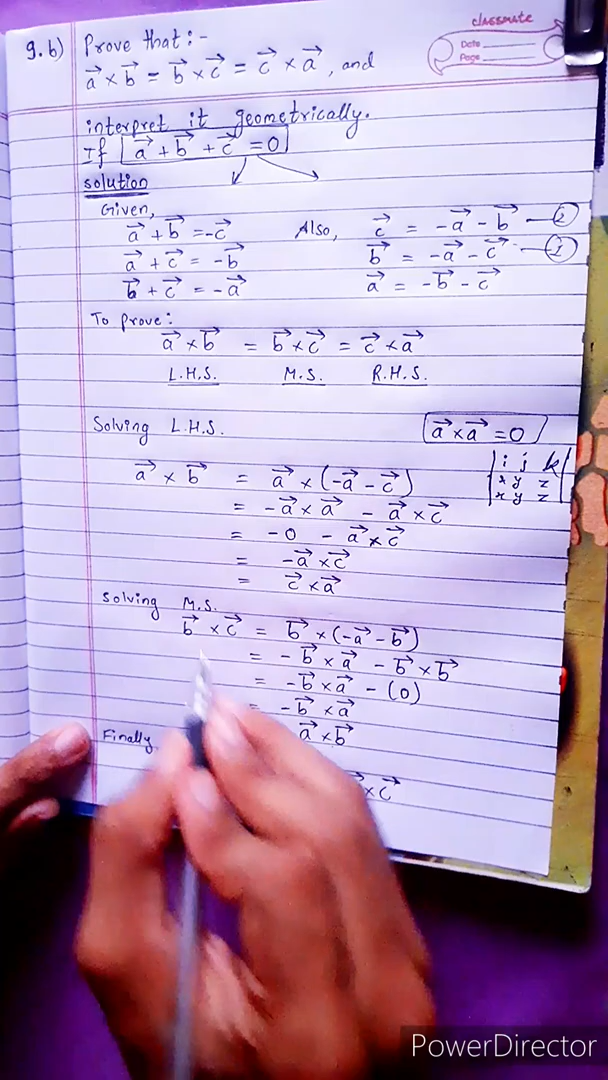 classmate
Date
Page
9. b) Prove that :-
a⃗ × b⃗ = b⃗ × c⃗ = c⃗ × a⃗, and
interpret it geometrically.
If a⃗ + b⃗ + c⃗ = 0
solution
Given,
a⃗ + b⃗ = -c⃗ Also, c⃗ = -a⃗ - b⃗ — 2
a⃗ + c⃗ = -b⃗ b⃗ = -a⃗ - c⃗ — 1
b⃗ + c⃗ = -a⃗ a⃗ = -b⃗ - c⃗
To prove:
a⃗ × b⃗ = b⃗ × c⃗ = c⃗ × a⃗
L.H.S. M.S. R.H.S.
Solving L.H.S. a⃗ × a⃗ = 0
i j k
x y z
x y z
a⃗ × b⃗ = a⃗ × (-a⃗ - c⃗)
= -a⃗ × a⃗ - a⃗ × c⃗
= -0 - a⃗ × c⃗
= -a⃗ × c⃗
= c⃗ × a⃗
Solving M.S.
b⃗ × c⃗ = b⃗ × (-a⃗ - b⃗)
= -b⃗ × a⃗ - b⃗ × b⃗
= -b⃗ × a⃗ - (0)
= -b⃗ × a⃗
a⃗ × b⃗
Finally
× c⃗
PowerDirector